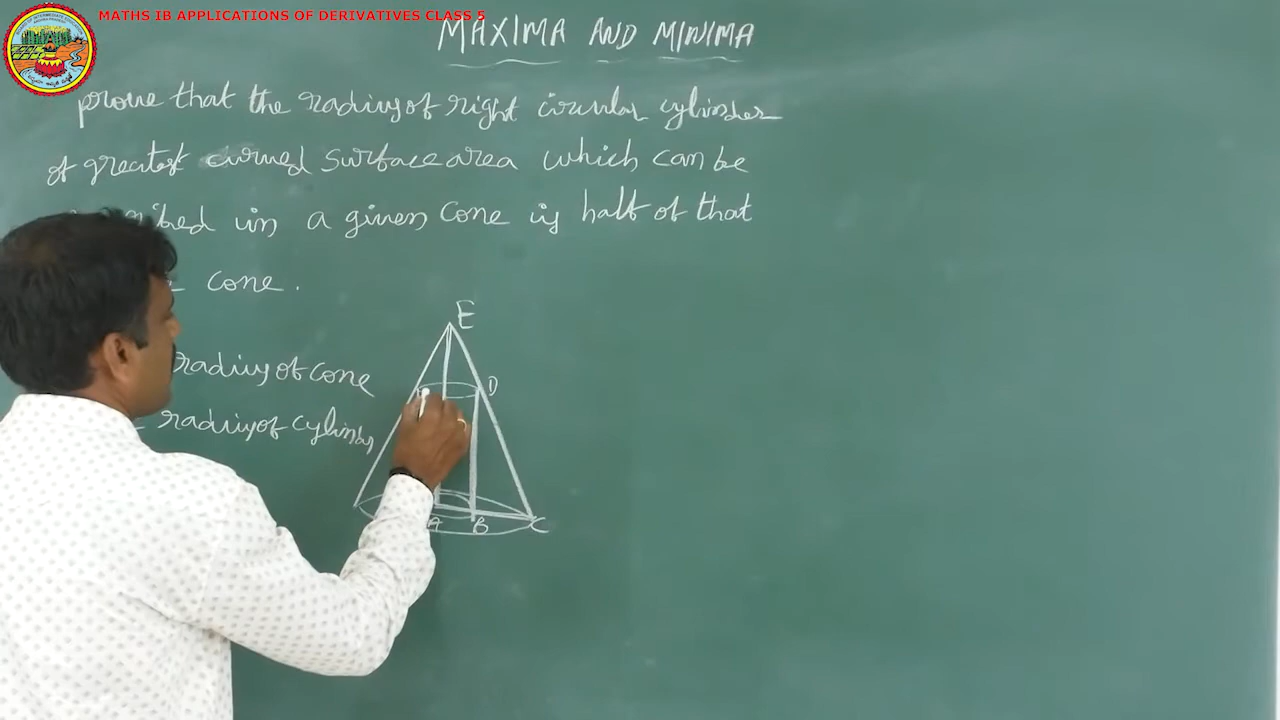 MATHS IB APPLICATIONS OF DERIVATIVES CLASS 5
MAXIMA AND MINIMA
prove that the radius of right circular cylinder
of greatest curved surface area which can be
in a given cone is half of that
cone.
radius of cone
= radius of cylinder
E
D
A B C